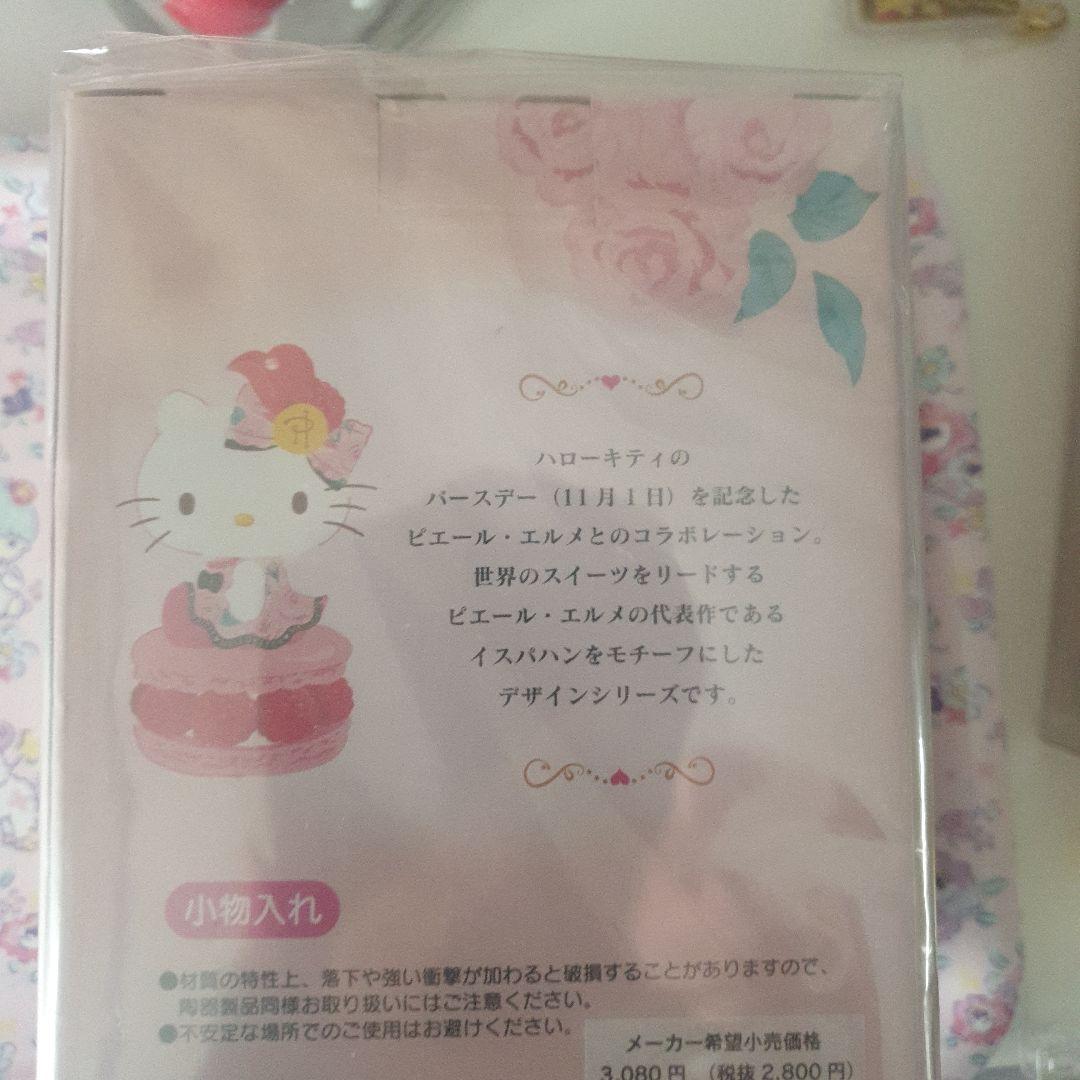 ハローキティの
バースデー（11月1日）を記念した
ピエール・エルメとのコラボレーション。
世界のスイーツをリードする
ピエール・エルメの代表作である
イスパハンをモチーフにした
デザインシリーズです。
小物入れ
●材質の特性上、落下や強い衝撃が加わると破損することがありますので、
陶器製品同様お取り扱いにはご注意ください。
●不安定な場所でのご使用はお避けください。
メーカー希望小売価格
3,080円 （税抜2,800円）